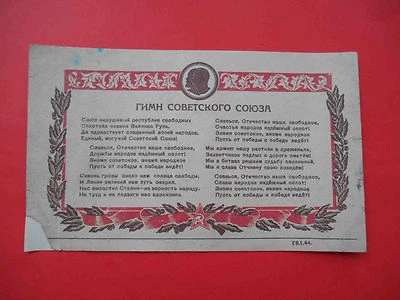 ГИМН СОВЕТСКОГО СОЮЗА
Союз нерушимый республик свободных
Сплотила навеки Великая Русь.
Да здравствует созданный волей народов,
Единый, могучий Советский Союз!
Славься, Отечество наше свободное,
Дружбы народов надёжный оплот!
Знамя советское, знамя народное
Пусть от победы к победе ведёт!
Сквозь грозы сияло нам солнце свободы,
И Ленин великий нам путь озарил.
Нас вырастил Сталин—на верность народу,
На труд и на подвиги нас вдохновил.
Славься, Отечество наше свободное,
Счастья народов надёжный оплот!
Знамя советское, знамя народное
Пусть от победы к победе ведёт!
Мы армию нашу растили в сраженьях,
Захватчиков подлых с дороги сметём!
Мы в битвах решаем судьбу поколений,
Мы к славе Отчизну свою поведём!
Славься, Отечество наше свободное,
Славы народов надёжный оплот!
Знамя советское, знамя народное
Пусть от победы к победе ведёт!